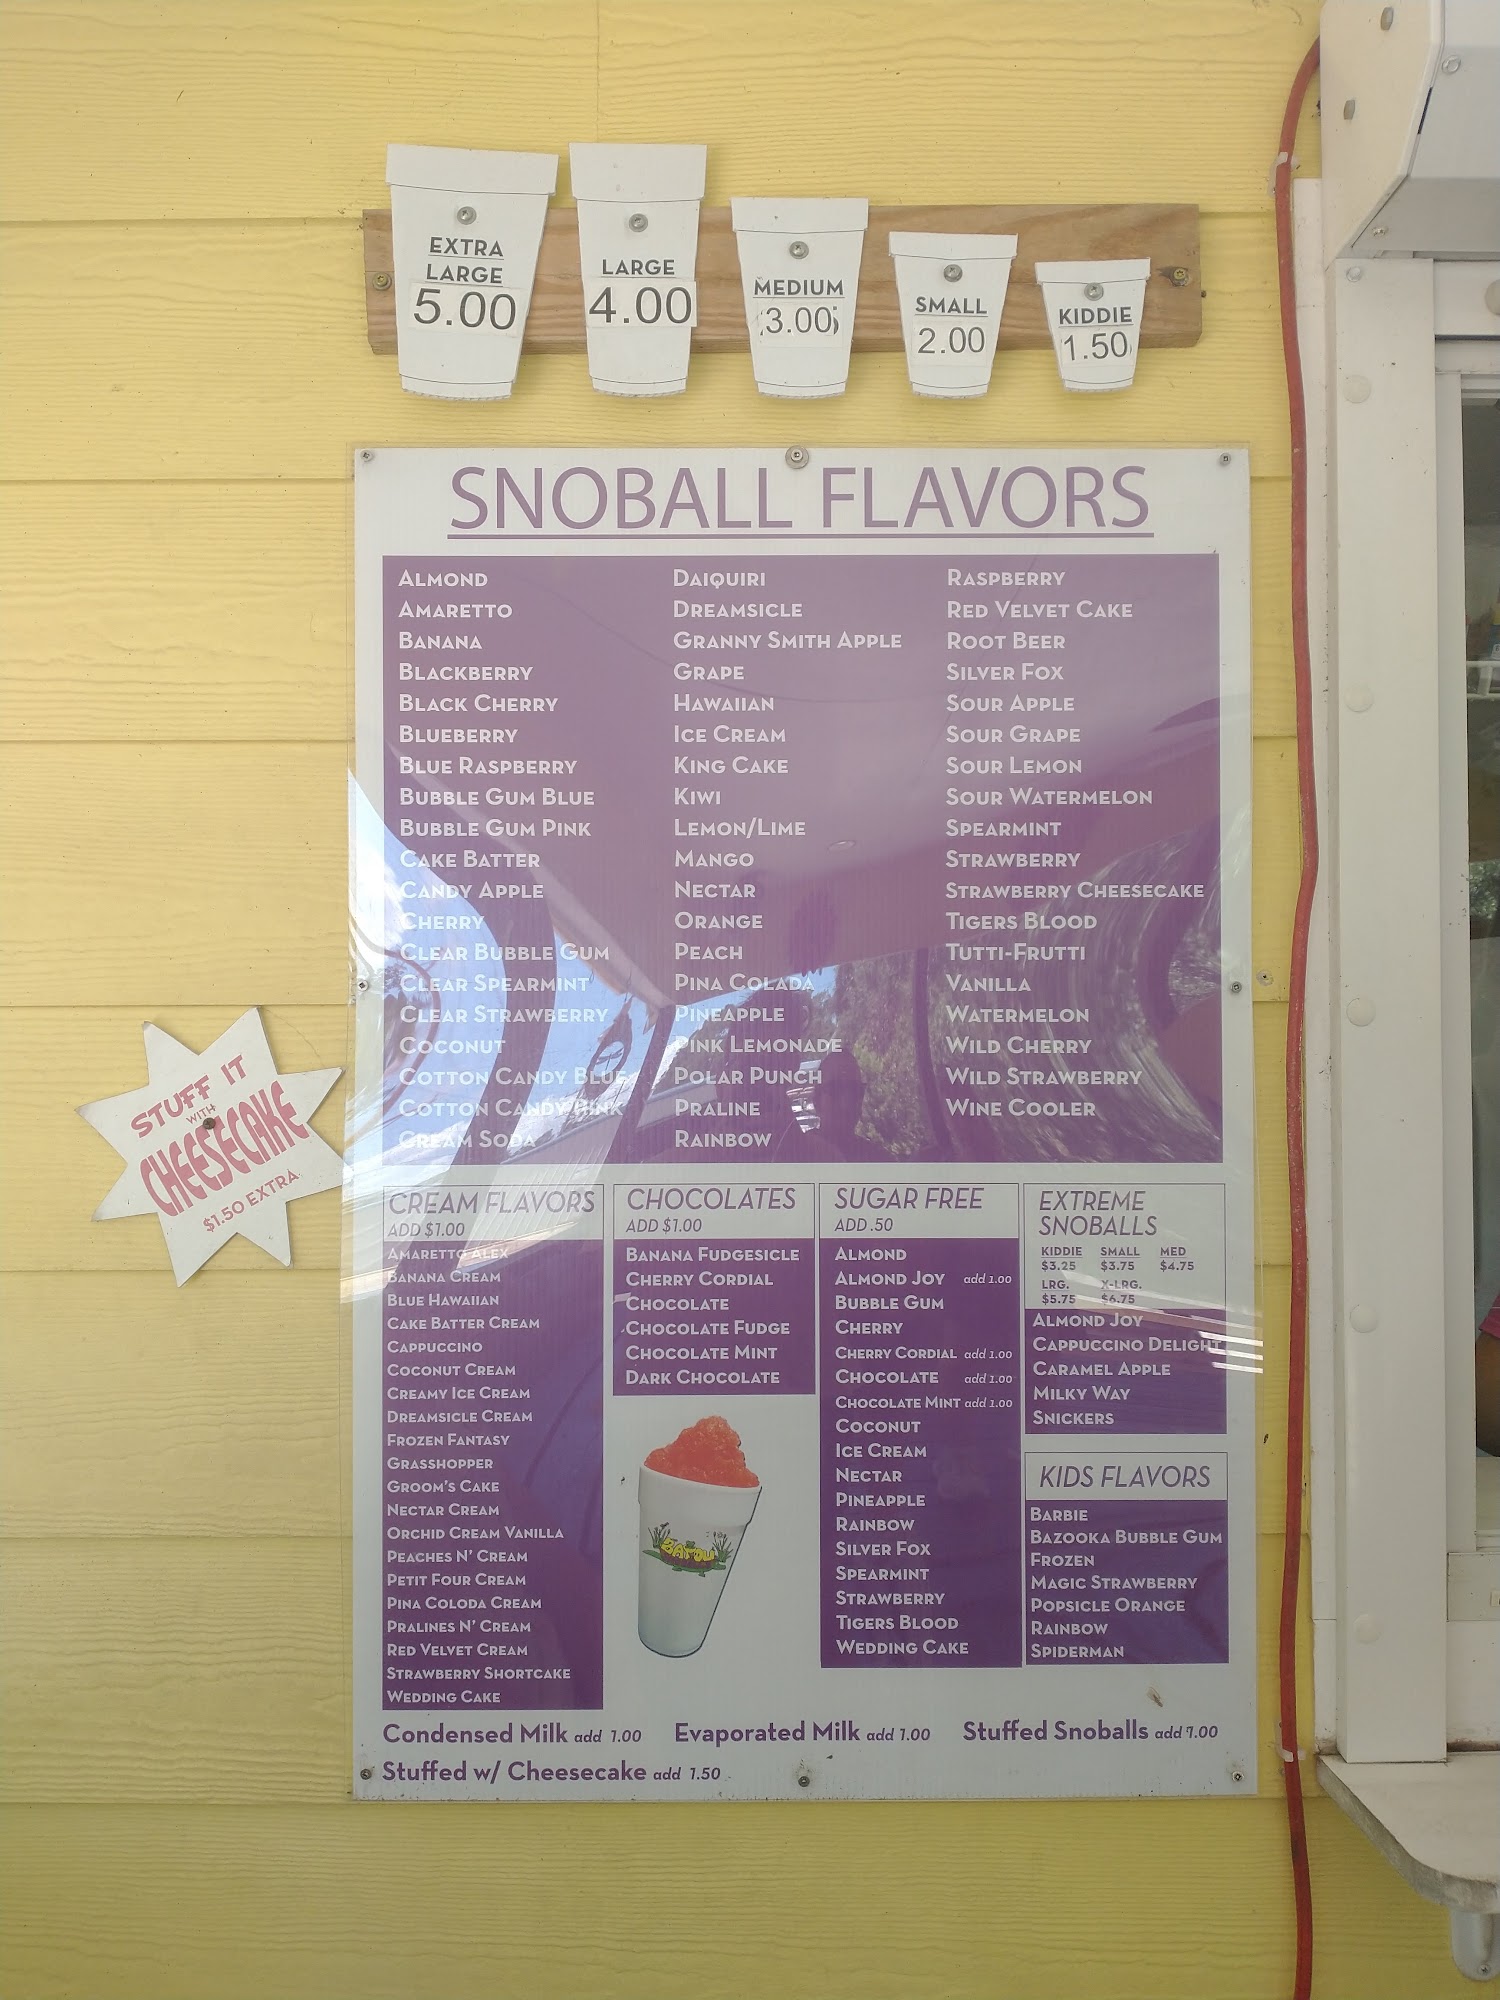 EXTRA
LARGE
5.00
LARGE
4.00
MEDIUM
3.00
SMALL
2.00
KIDDIE
1.50
SNOBALL FLAVORS
ALMOND
AMARETTO
BANANA
BLACKBERRY
BLACK CHERRY
BLUEBERRY
BLUE RASPBERRY
BUBBLE GUM BLUE
BUBBLE GUM PINK
CAKE BATTER
CANDY APPLE
CHERRY
CLEAR BUBBLE GUM
CLEAR SPEARMINT
CLEAR STRAWBERRY
COCONUT
COTTON CANDY BLUE
COTTON CANDY PINK
CREAM SODA
DAIQUIRI
DREAMSICLE
GRANNY SMITH APPLE
GRAPE
HAWAIIAN
ICE CREAM
KING CAKE
KIWI
LEMON/LIME
MANGO
NECTAR
ORANGE
PEACH
PINA COLADA
PINEAPPLE
PINK LEMONADE
POLAR PUNCH
PRALINE
RAINBOW
RASPBERRY
RED VELVET CAKE
ROOT BEER
SILVER FOX
SOUR APPLE
SOUR GRAPE
SOUR LEMON
SOUR WATERMELON
SPEARMINT
STRAWBERRY
STRAWBERRY CHEESECAKE
TIGERS BLOOD
TUTTI-FRUTTI
VANILLA
WATERMELON
WILD CHERRY
WILD STRAWBERRY
WINE COOLER
STUFF IT
WITH
CHEESECAKE
$1.50 EXTRA
CREAM FLAVORS
ADD $1.00
AMARETTO ALEX
BANANA CREAM
BLUE HAWAIIAN
CAKE BATTER CREAM
CAPPUCCINO
COCONUT CREAM
CREAMY ICE CREAM
DREAMSICLE CREAM
FROZEN FANTASY
GRASSHOPPER
GROOM'S CAKE
NECTAR CREAM
ORCHID CREAM VANILLA
PEACHES N' CREAM
PETIT FOUR CREAM
PINA COLODA CREAM
PRALINES N' CREAM
RED VELVET CREAM
STRAWBERRY SHORTCAKE
WEDDING CAKE
CHOCOLATES
ADD $1.00
BANANA FUDGESICLE
CHERRY CORDIAL
CHOCOLATE
CHOCOLATE FUDGE
CHOCOLATE MINT
DARK CHOCOLATE
SUGAR FREE
ADD .50
ALMOND
ALMOND JOY add 1.00
BUBBLE GUM
CHERRY
CHERRY CORDIAL add 1.00
CHOCOLATE add 1.00
CHOCOLATE MINT add 1.00
COCONUT
ICE CREAM
NECTAR
PINEAPPLE
RAINBOW
SILVER FOX
SPEARMINT
STRAWBERRY
TIGERS BLOOD
WEDDING CAKE
EXTREME
SNOBALLS
KIDDIE SMALL MED
$3.25 $3.75 $4.75
LRG. X-LRG.
$5.75 $6.75
ALMOND JOY
CAPPUCCINO DELIGHT
CARAMEL APPLE
MILKY WAY
SNICKERS
KIDS FLAVORS
BARBIE
BAZOOKA BUBBLE GUM
FROZEN
MAGIC STRAWBERRY
POPSICLE ORANGE
RAINBOW
SPIDERMAN
Condensed Milk add 1.00 Evaporated Milk add 1.00 Stuffed Snoballs add 1.00
Stuffed w/ Cheesecake add 1.50